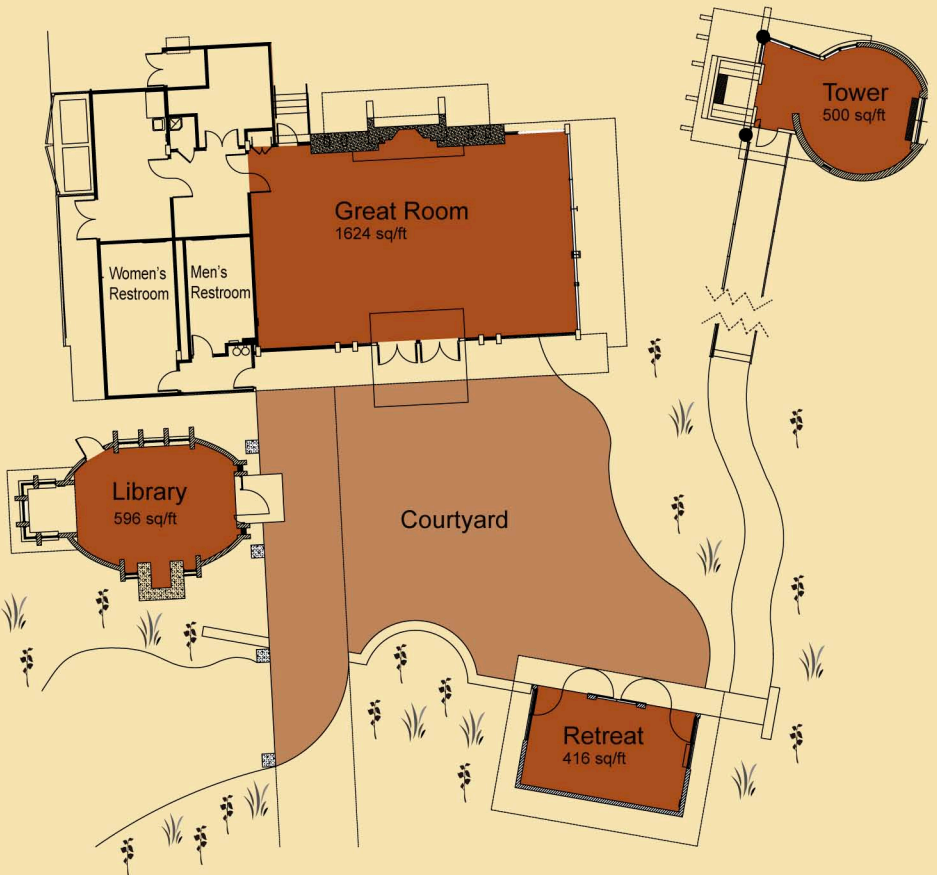 Tower
500 sq/ft
Great Room
1624 sq/ft
Women's
Restroom
Men's
Restroom
Library
596 sq/ft
Courtyard
Retreat
416 sq/ft